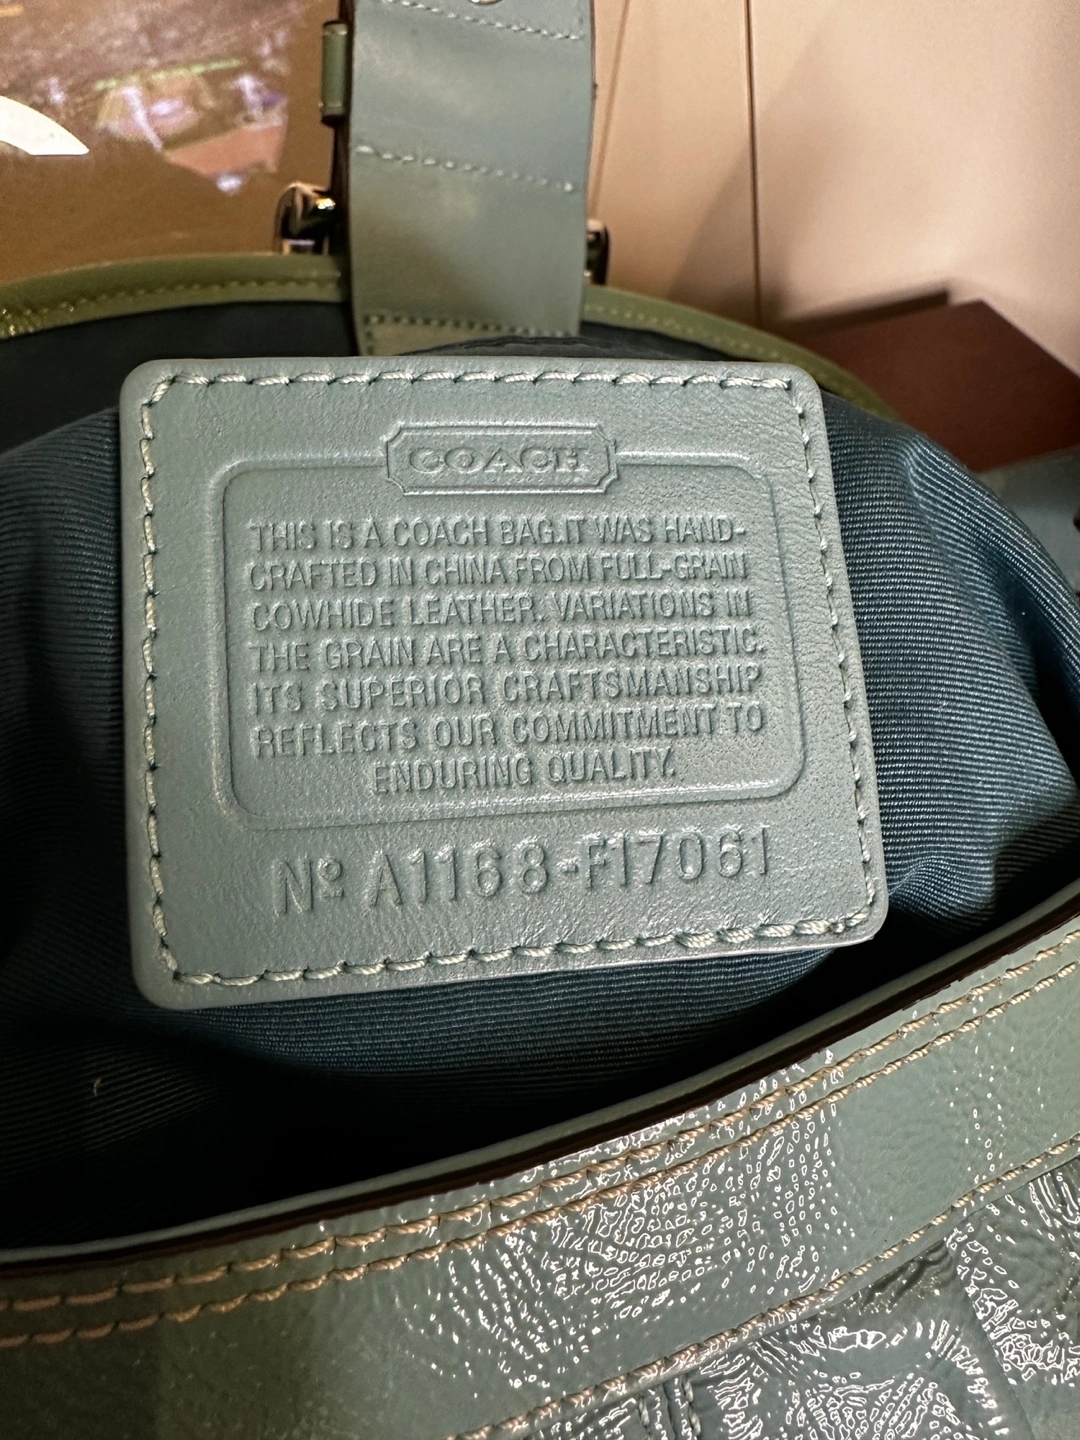 COACH
THIS IS A COACH BAG.IT WAS HAND-
CRAFTED IN CHINA FROM FULL-GRAIN
COWHIDE LEATHER. VARIATIONS IN
THE GRAIN ARE A CHARACTERISTIC.
ITS SUPERIOR CRAFTSMANSHIP
REFLECTS OUR COMMITMENT TO
ENDURING QUALITY.
Nº A1168-F17061